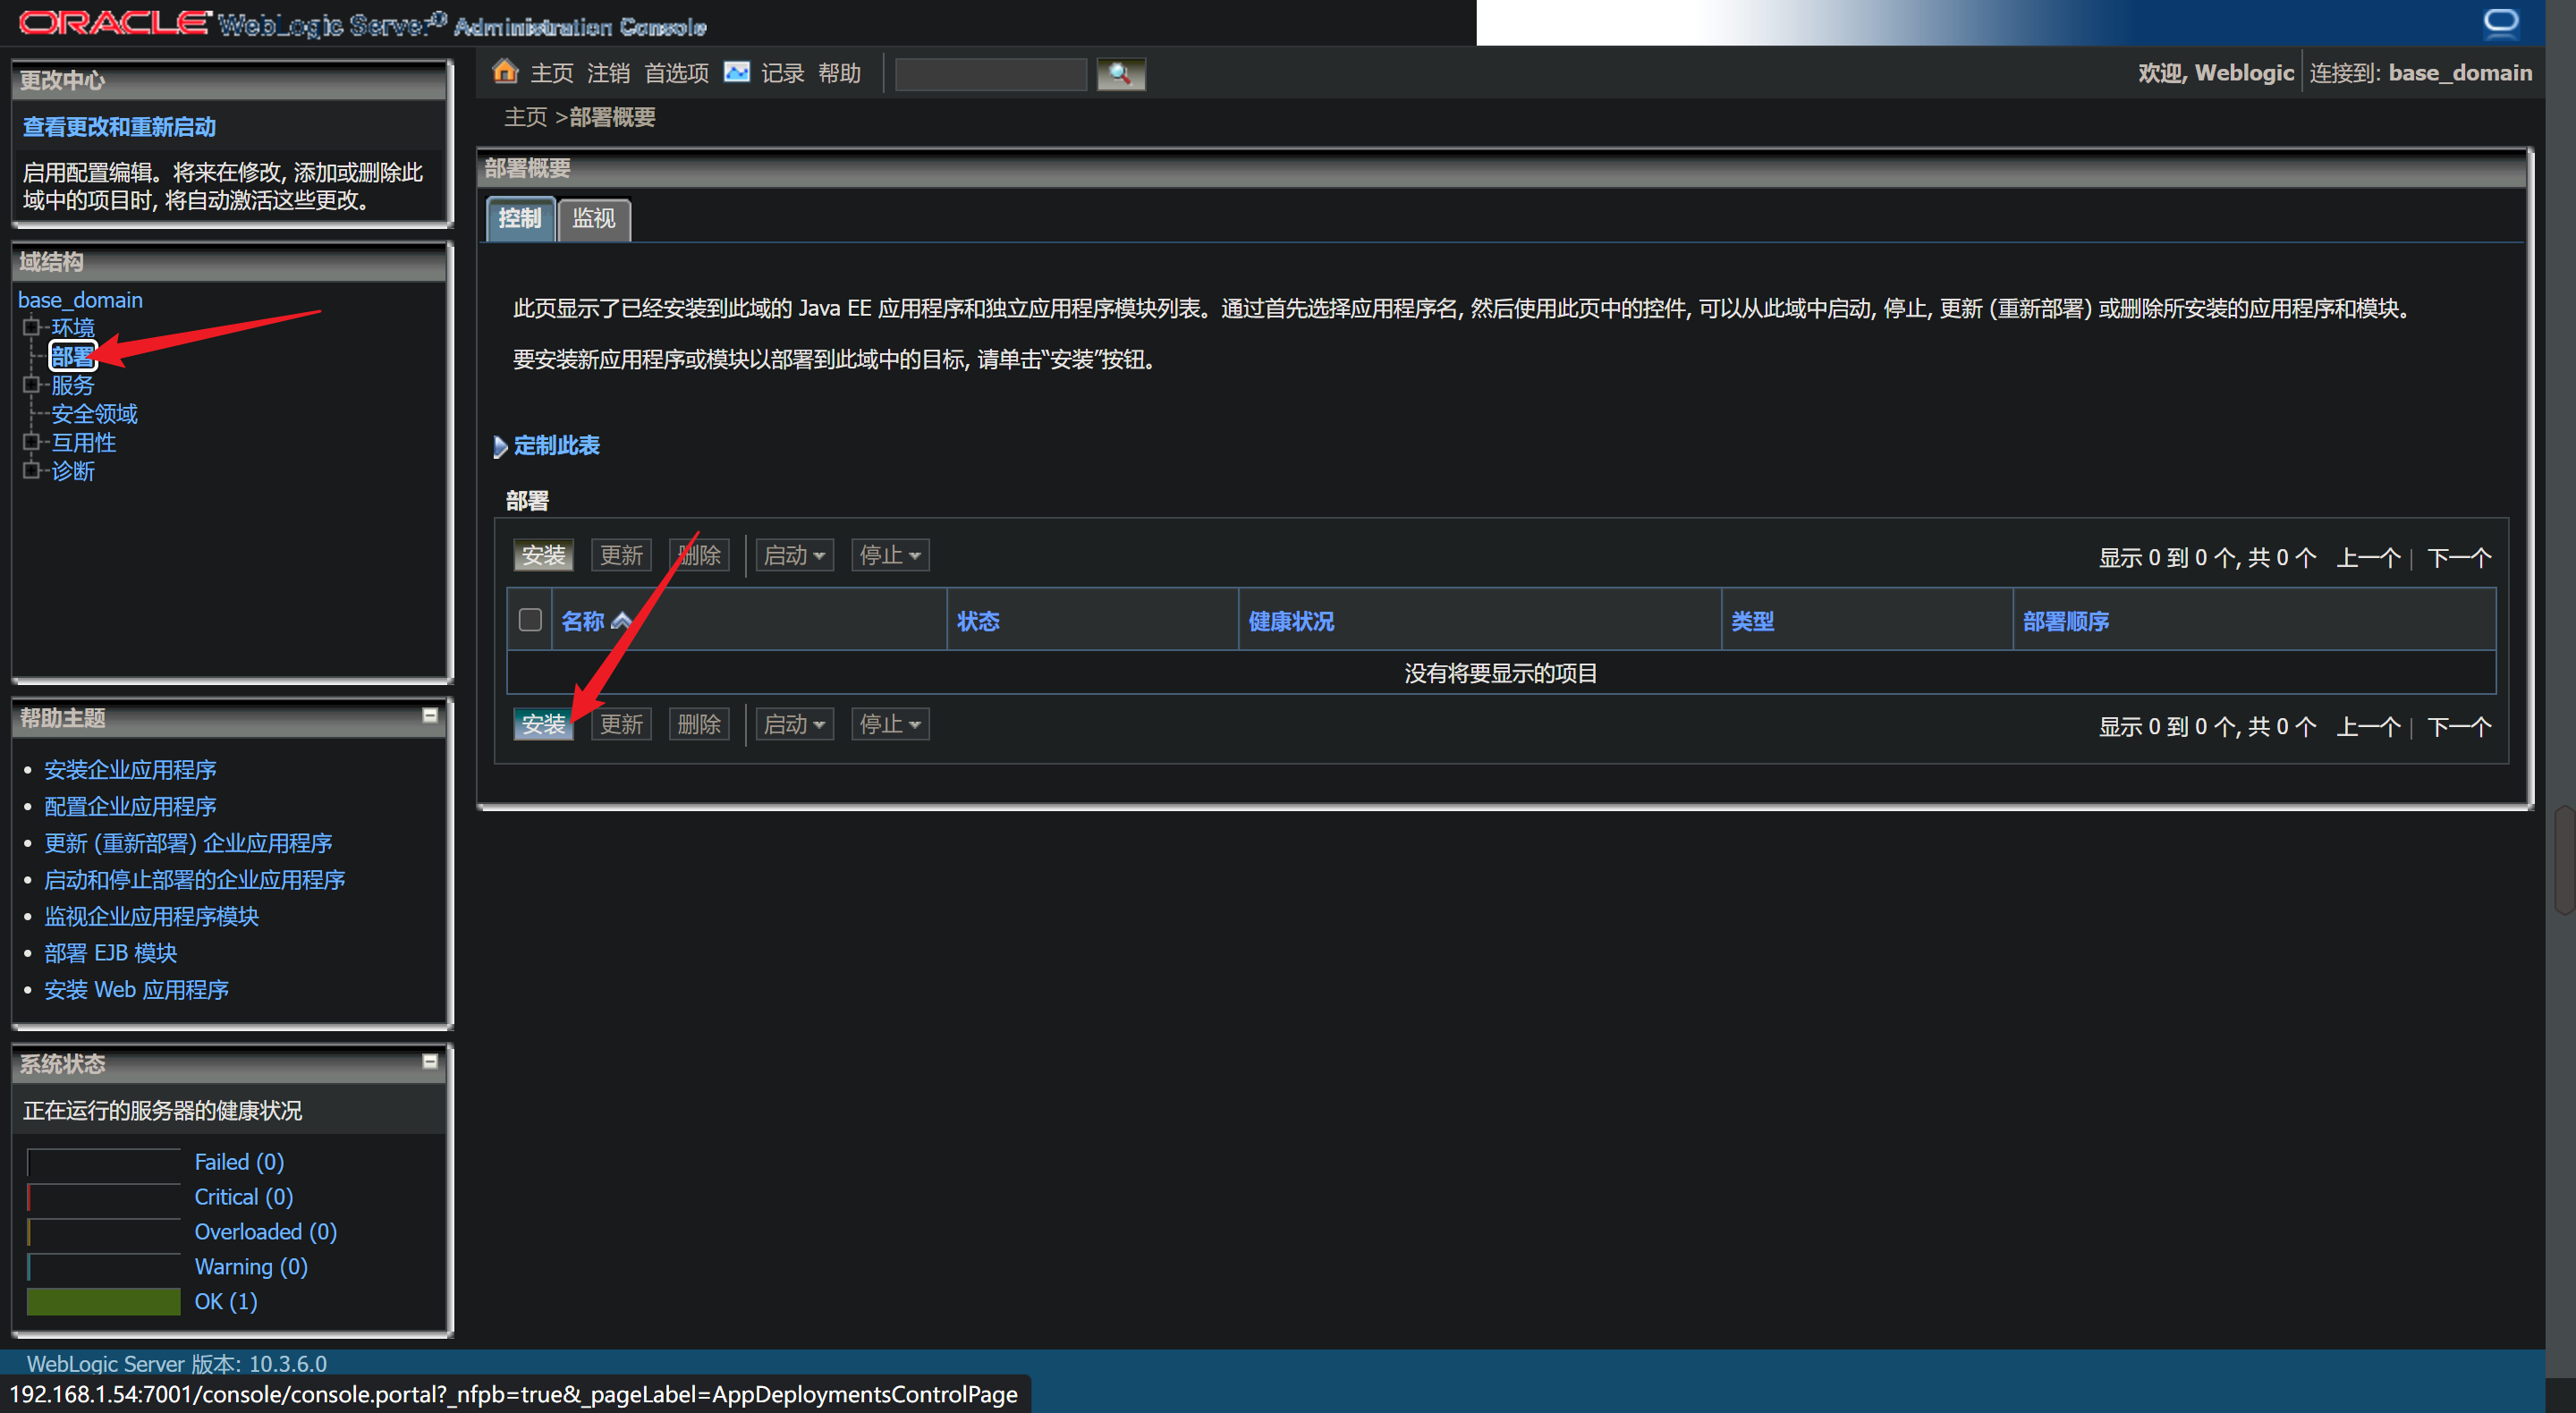 ORACLE WebLogic Server® Administration Console
更改中心
查看更改和重新启动
启用配置编辑。将来在修改, 添加或删除此
域中的项目时, 将自动激活这些更改。
域结构
base_domain
环境
部署
服务
安全领域
互用性
诊断
帮助主题
安装企业应用程序
配置企业应用程序
更新 (重新部署) 企业应用程序
启动和停止部署的企业应用程序
监视企业应用程序模块
部署 EJB 模块
安装 Web 应用程序
系统状态
正在运行的服务器的健康状况
Failed (0)
Critical (0)
Overloaded (0)
Warning (0)
OK (1)
主页 注销 首选项 记录 帮助
欢迎, Weblogic 连接到: base_domain
主页 >部署概要
部署概要
控制 监视
此页显示了已经安装到此域的 Java EE 应用程序和独立应用程序模块列表。通过首先选择应用程序名, 然后使用此页中的控件, 可以从此域中启动, 停止, 更新 (重新部署) 或删除所安装的应用程序和模块。
要安装新应用程序或模块以部署到此域中的目标, 请单击“安装”按钮。
定制此表
部署
安装 更新 删除 启动 停止 显示 0 到 0 个, 共 0 个 上一个 | 下一个
名称 状态 健康状况 类型 部署顺序
没有将要显示的项目
安装 更新 删除 启动 停止 显示 0 到 0 个, 共 0 个 上一个 | 下一个
WebLogic Server 版本: 10.3.6.0
192.168.1.54:7001/console/console.portal?_nfpb=true&_pageLabel=AppDeploymentsControlPage